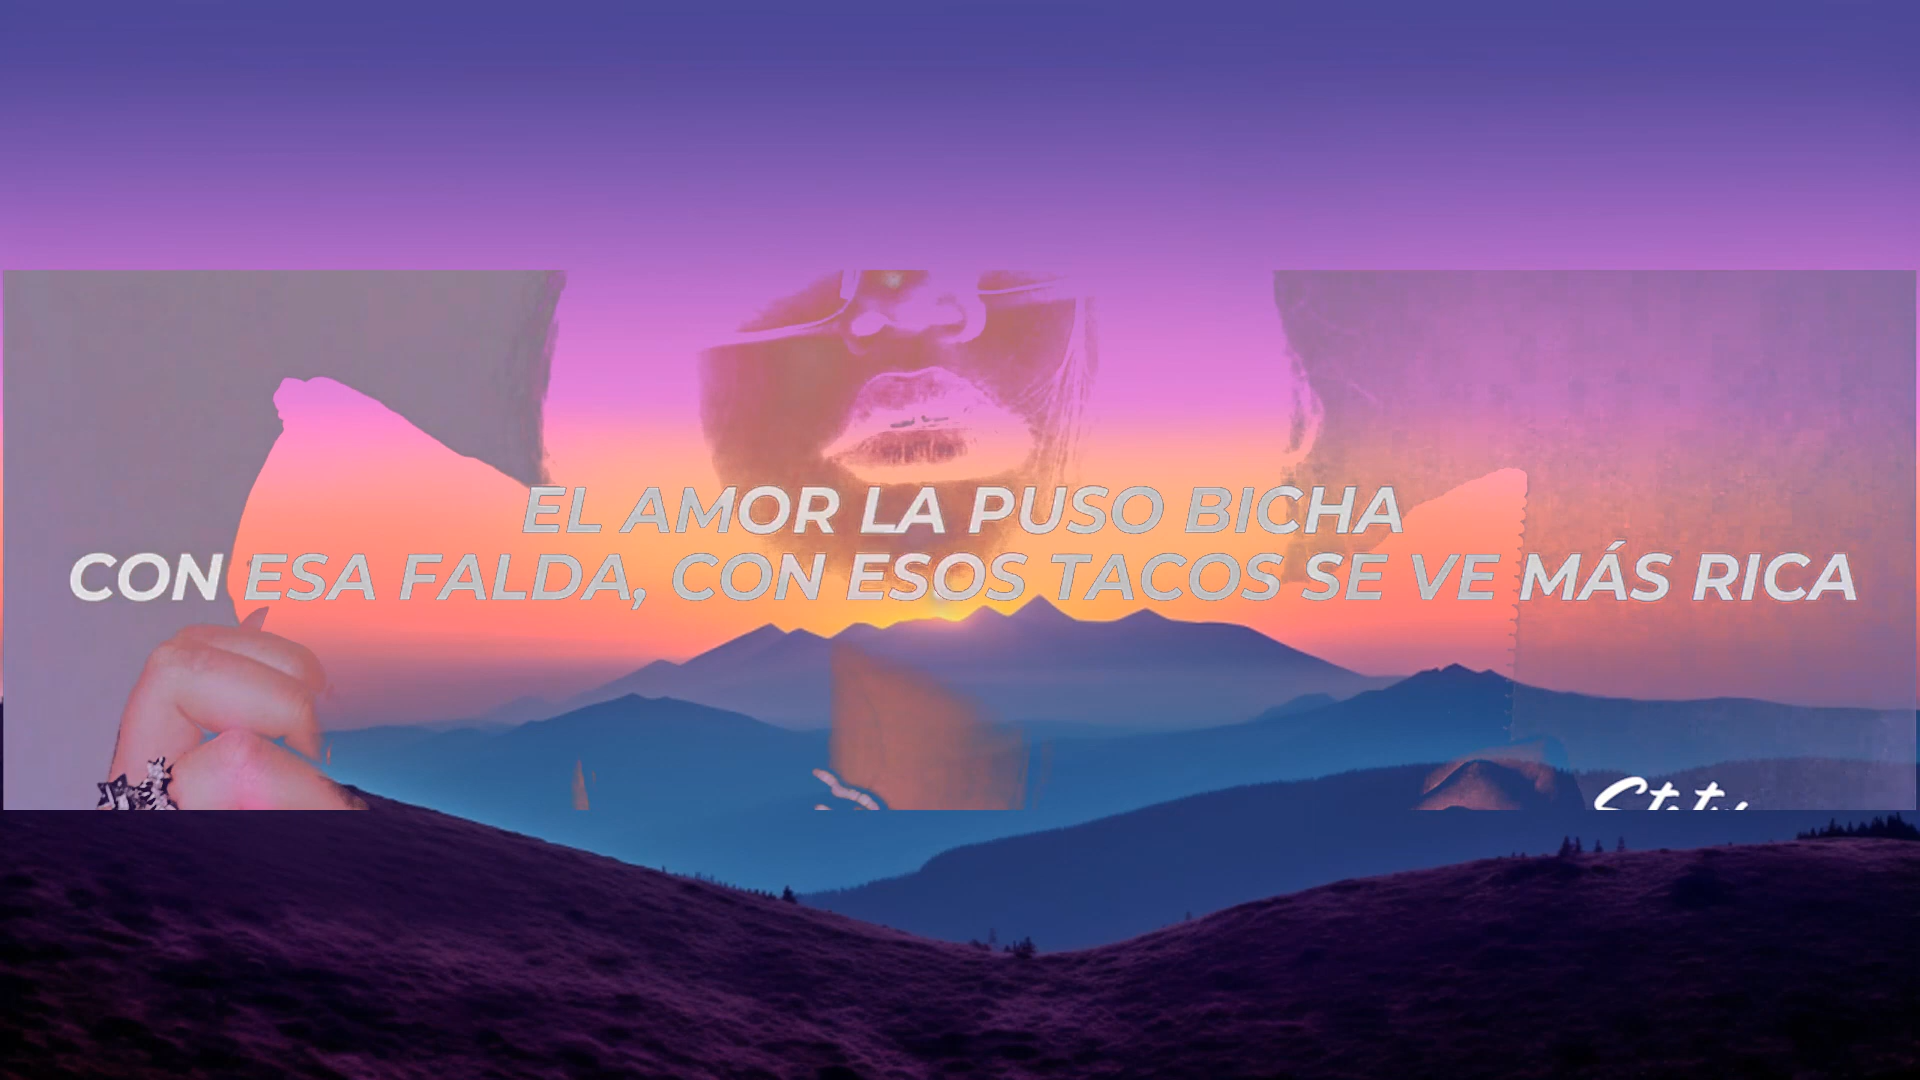 EL AMOR LA PUSO BICHA
CON ESA FALDA, CON ESOS TACOS SE VE MÁS RICA